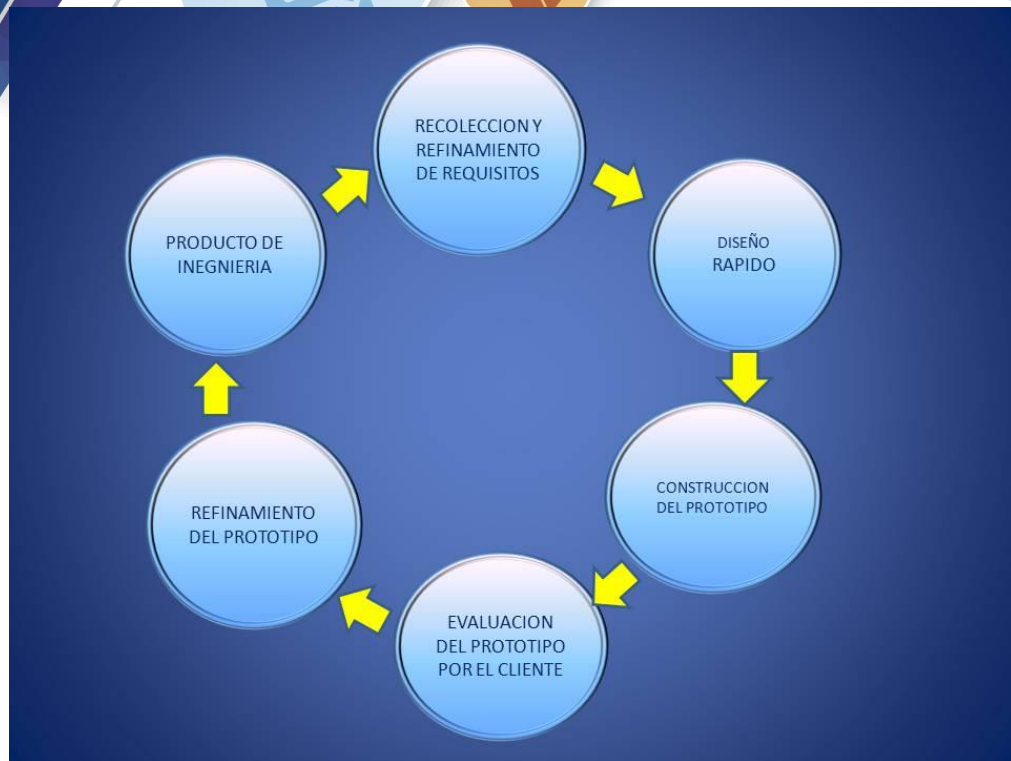 RECOLECCION Y
REFINAMIENTO
DE REQUISITOS
DISEÑO
RAPIDO
CONSTRUCCION
DEL PROTOTIPO
EVALUACION
DEL PROTOTIPO
POR EL CLIENTE
REFINAMIENTO
DEL PROTOTIPO
PRODUCTO DE
INEGNIERIA